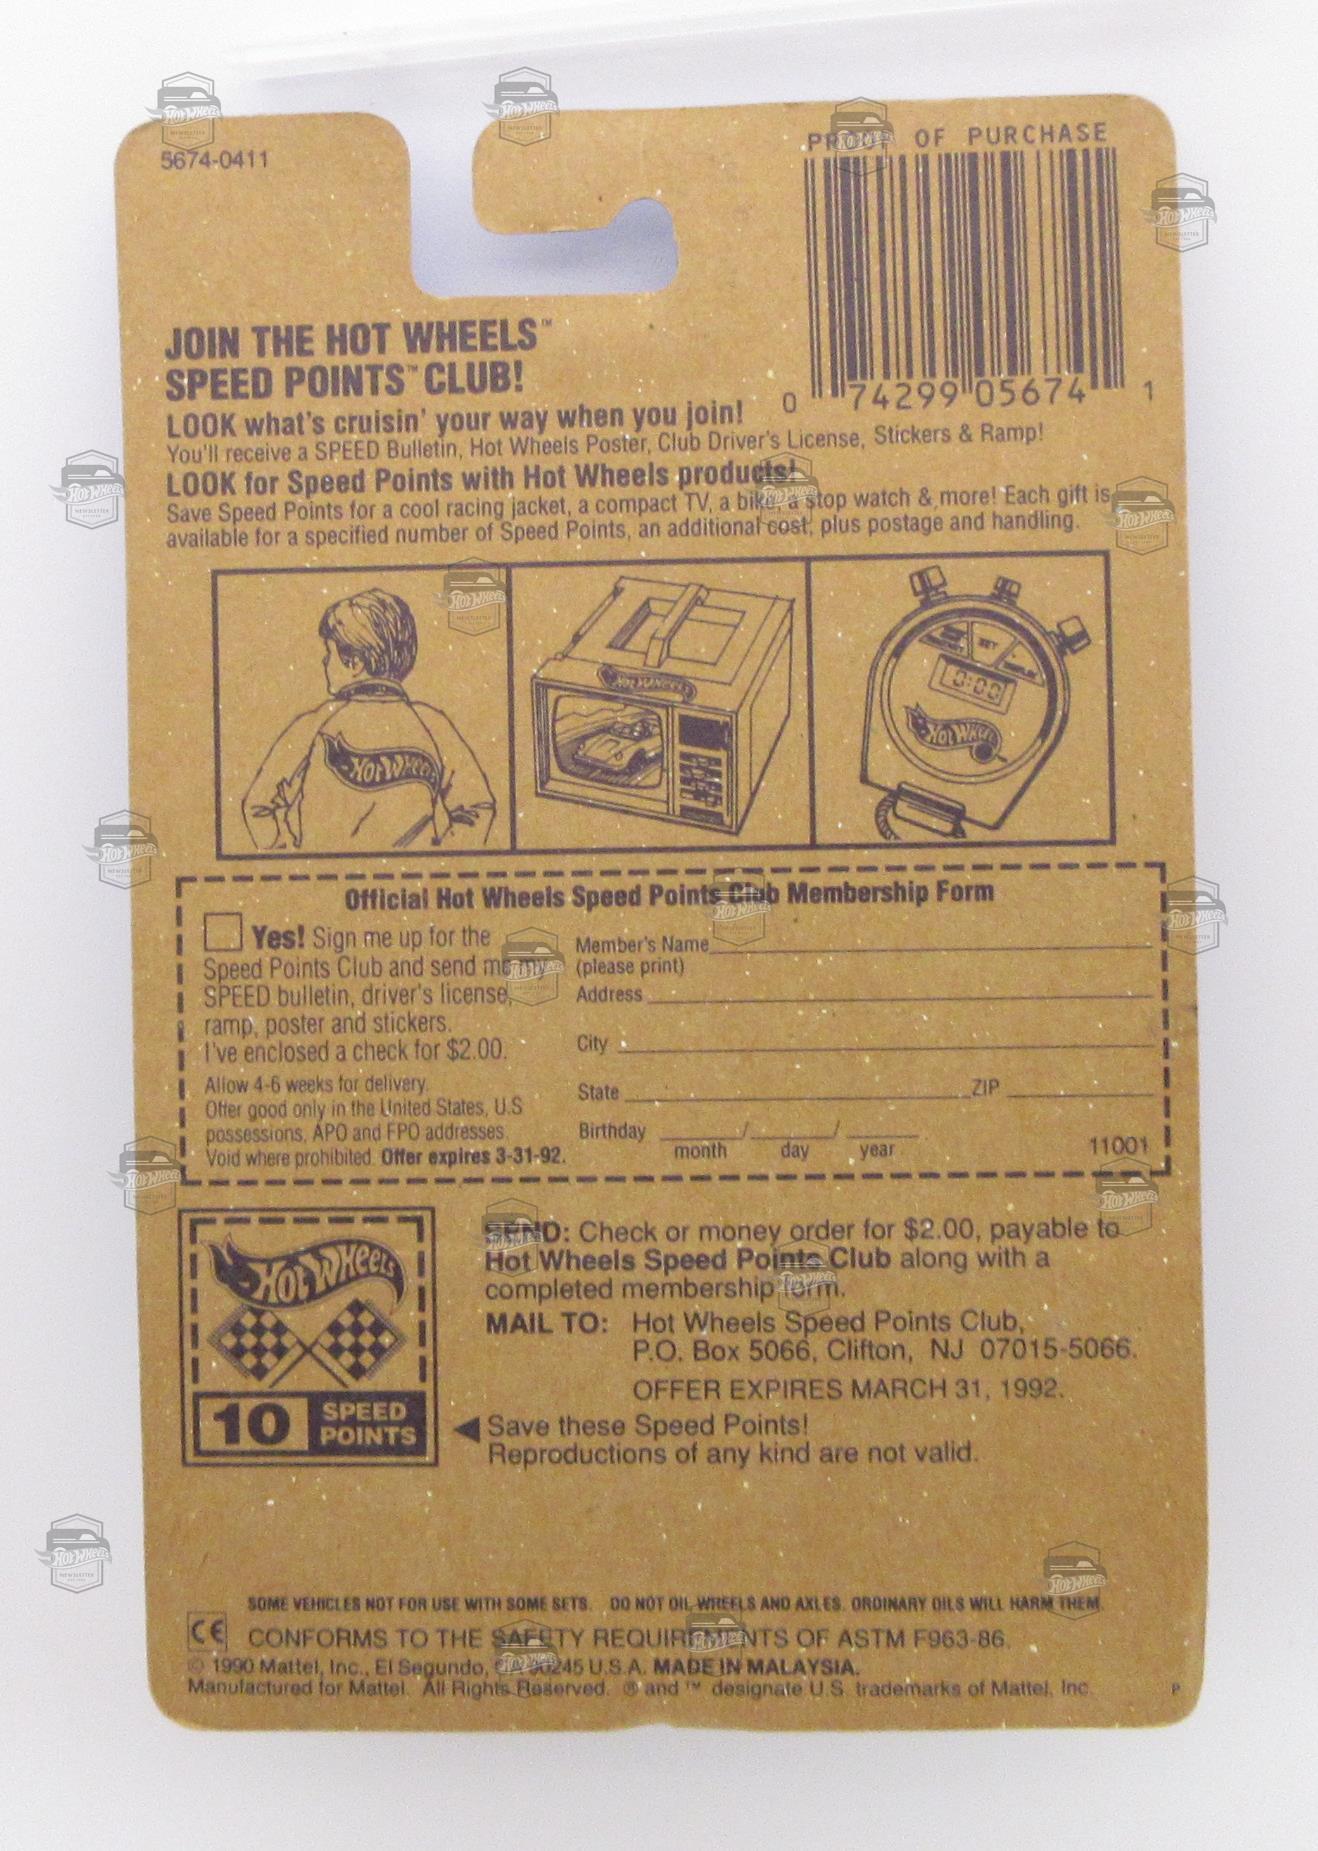 5674-0411
PROOF OF PURCHASE
0 74299 05674 1
JOIN THE HOT WHEELS™
SPEED POINTS™ CLUB!
LOOK what's cruisin' your way when you join!
You'll receive a SPEED Bulletin, Hot Wheels Poster, Club Driver's License, Stickers & Ramp!
LOOK for Speed Points with Hot Wheels products!
Save Speed Points for a cool racing jacket, a compact TV, a bike, a stop watch & more! Each gift is
available for a specified number of Speed Points, an additional cost, plus postage and handling.
HOT WHEELS
HOT WHEELS
SET
0:00
HOT WHEELS
Official Hot Wheels Speed Points Club Membership Form
Yes! Sign me up for the
Speed Points Club and send me my
SPEED bulletin, driver's license,
ramp, poster and stickers.
I've enclosed a check for $2.00.
Allow 4-6 weeks for delivery.
Offer good only in the United States, U.S
possessions, APO and FPO addresses.
Void where prohibited. Offer expires 3-31-92.
Member's Name
(please print)
Address
City
State ZIP
Birthday / /
month day year
11001
HOT WHEELS
10 SPEED
POINTS
SEND: Check or money order for $2.00, payable to
Hot Wheels Speed Points Club along with a
completed membership form.
MAIL TO: Hot Wheels Speed Points Club,
P.O. Box 5066, Clifton, NJ 07015-5066.
OFFER EXPIRES MARCH 31, 1992.
◀ Save these Speed Points!
Reproductions of any kind are not valid.
SOME VEHICLES NOT FOR USE WITH SOME SETS. DO NOT OIL WHEELS AND AXLES. ORDINARY OILS WILL HARM THEM.
CE CONFORMS TO THE SAFETY REQUIREMENTS OF ASTM F963-86.
© 1990 Mattel, Inc., El Segundo, CA 90245 U.S.A. MADE IN MALAYSIA.
Manufactured for Mattel. All Rights Reserved. ® and ™ designate U.S. trademarks of Mattel, Inc.
P